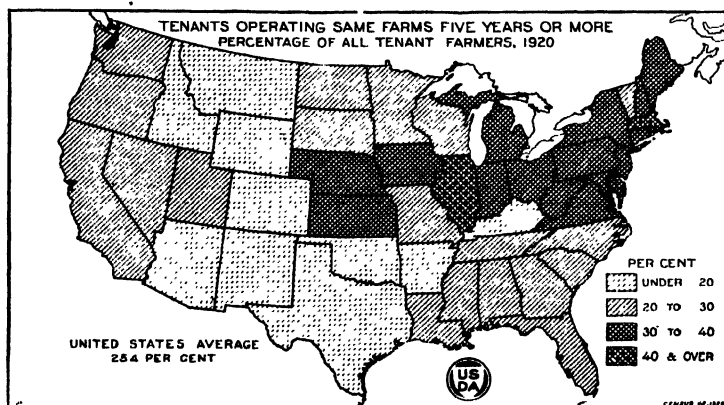 TENANTS OPERATING SAME FARMS FIVE YEARS OR MORE
PERCENTAGE OF ALL TENANT FARMERS, 1920
PER CENT
UNDER 20
20 TO 30
30 TO 40
40 & OVER
UNITED STATES AVERAGE
25.4 PER CENT
US
DA